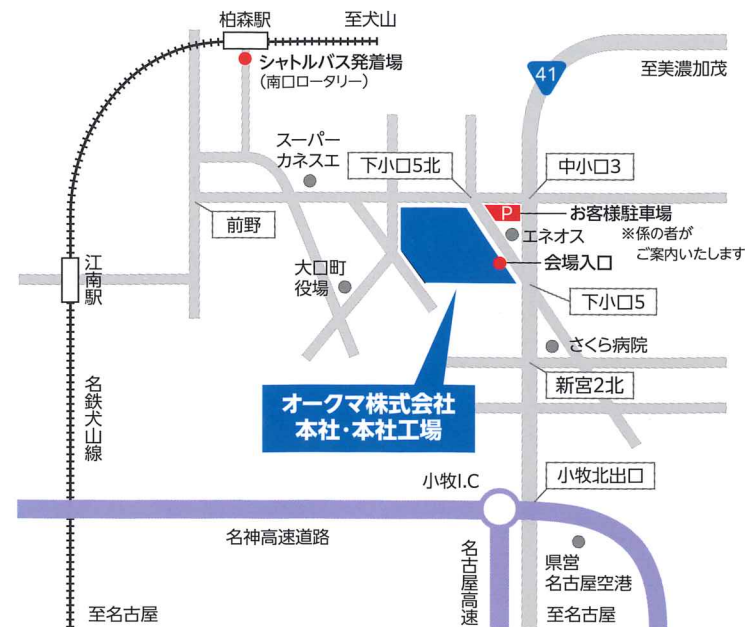 柏森駅
至犬山
シャトルバス発着場
(南口ロータリー)
41
至美濃加茂
スーパー
カネスエ
下小口5北
中小口3
P
お客様駐車場
※係の者が
ご案内いたします
前野
エネオス
会場入口
江南駅
大口町
役場
下小口5
さくら病院
名鉄犬山線
新宮2北
オークマ株式会社
本社・本社工場
小牧I.C
小牧北出口
名神高速道路
名古屋高速
県営
名古屋空港
至名古屋
至名古屋